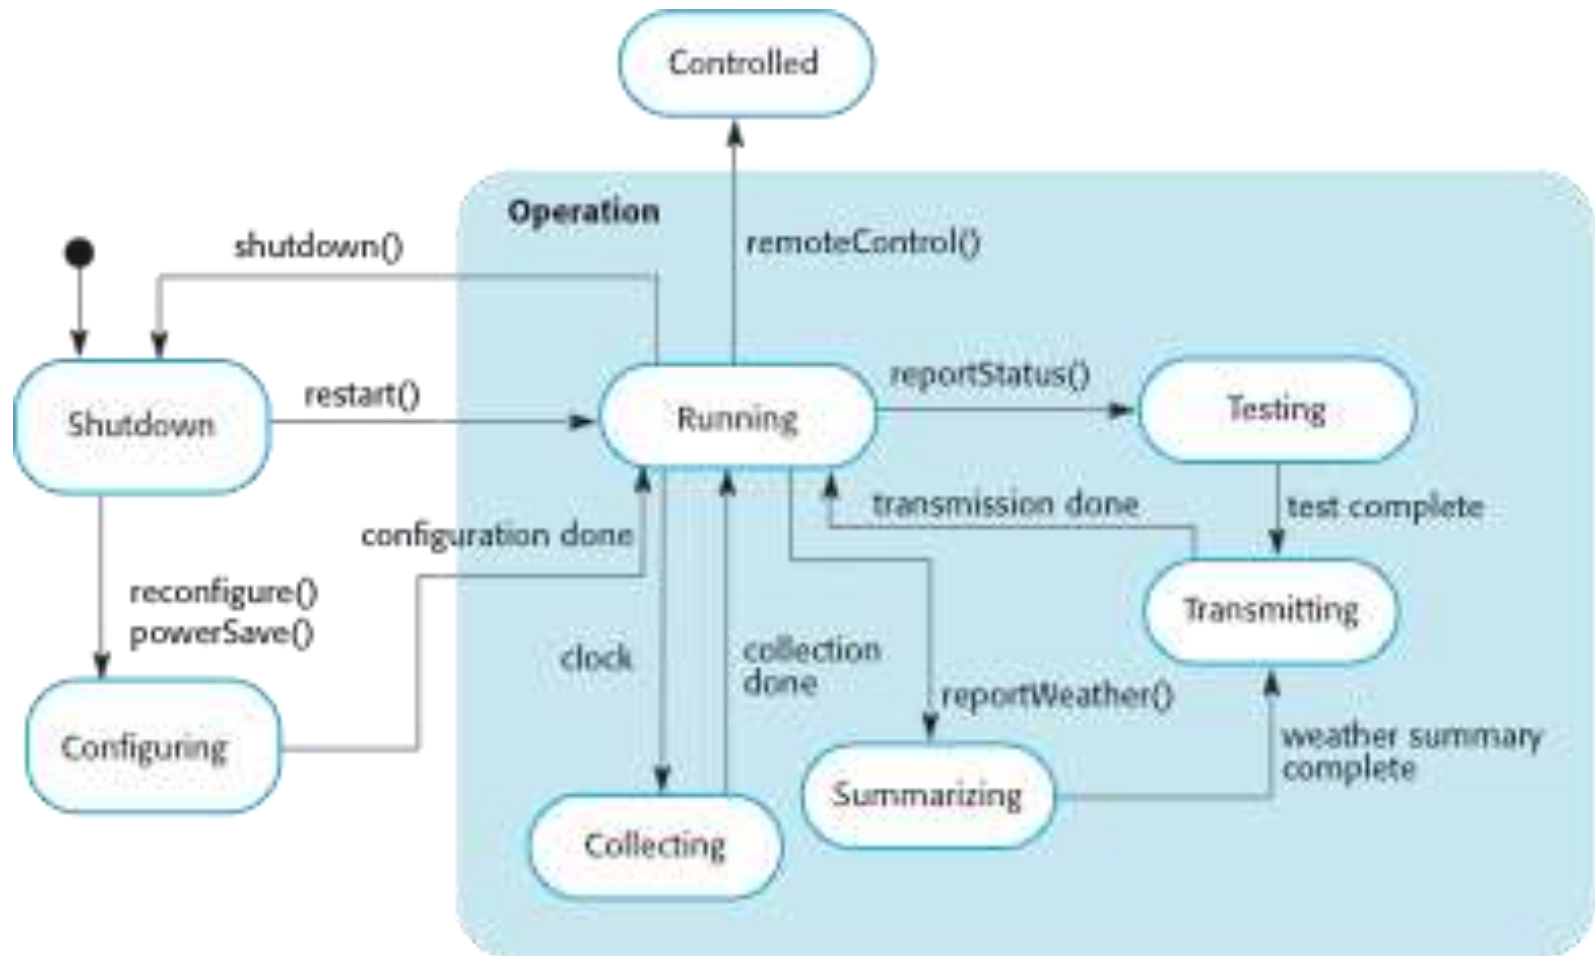 Controlled
Operation
shutdown()
remoteControl()
restart()
reportStatus()
Shutdown
Running
Testing
configuration done
transmission done
test complete
reconfigure()
powerSave()
Transmitting
clock
collection
done
reportWeather()
Configuring
weather summary
complete
Summarizing
Collecting